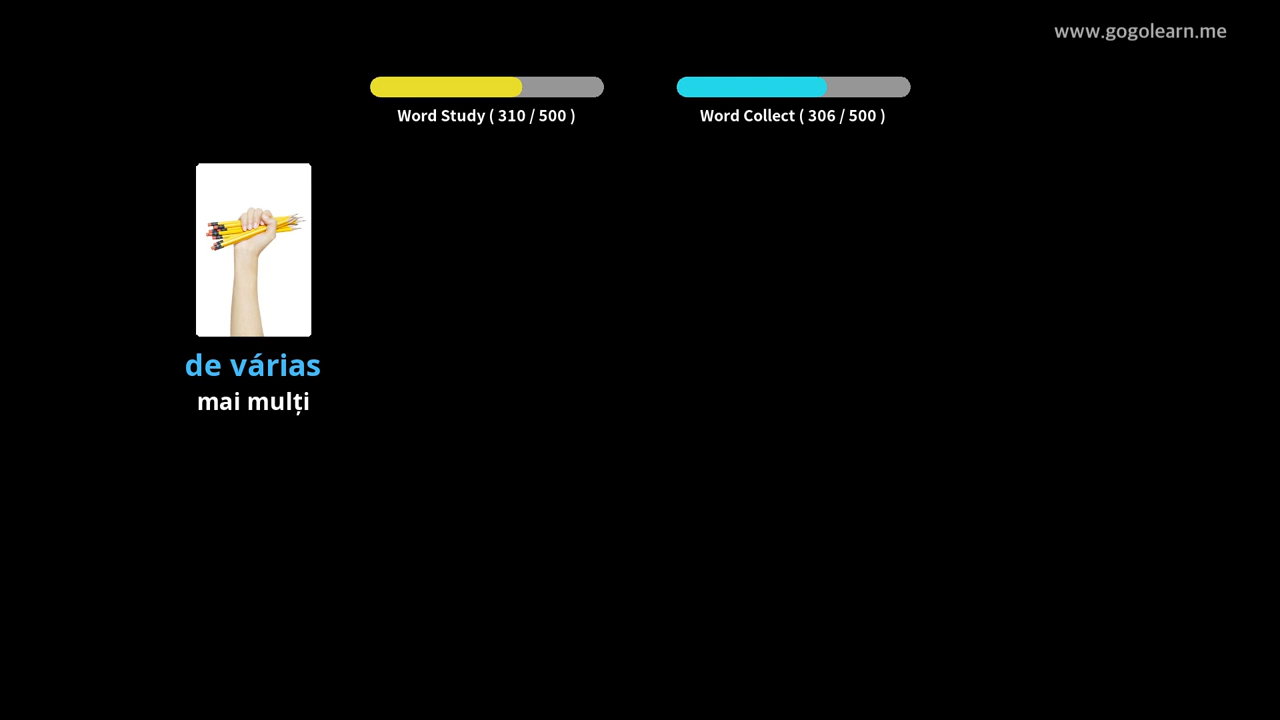 www.gogolearn.me
Word Study ( 310 / 500 )
Word Collect ( 306 / 500 )
de várias
mai mulți